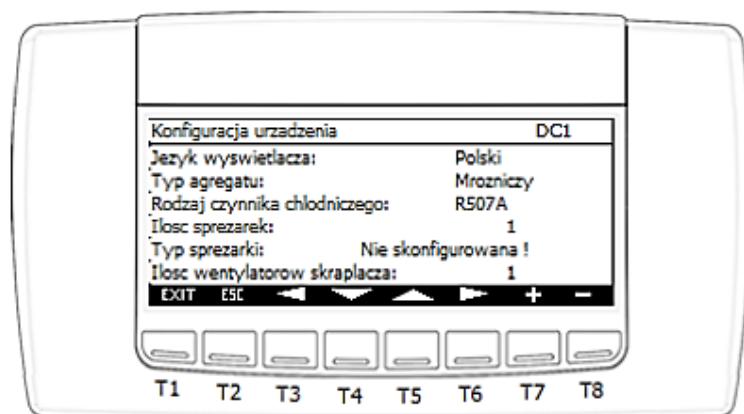 Konfiguracja urzadzenia DC1
Jezyk wyswietlacza: Polski
Typ agregatu: Mrozniczy
Rodzaj czynnika chlodniczego: R507A
Ilosc sprezarek: 1
Typ sprezarki: Nie skonfigurowana !
Ilosc wentylatorow skraplacza: 1
EXIT ESC + -
T1 T2 T3 T4 T5 T6 T7 T8